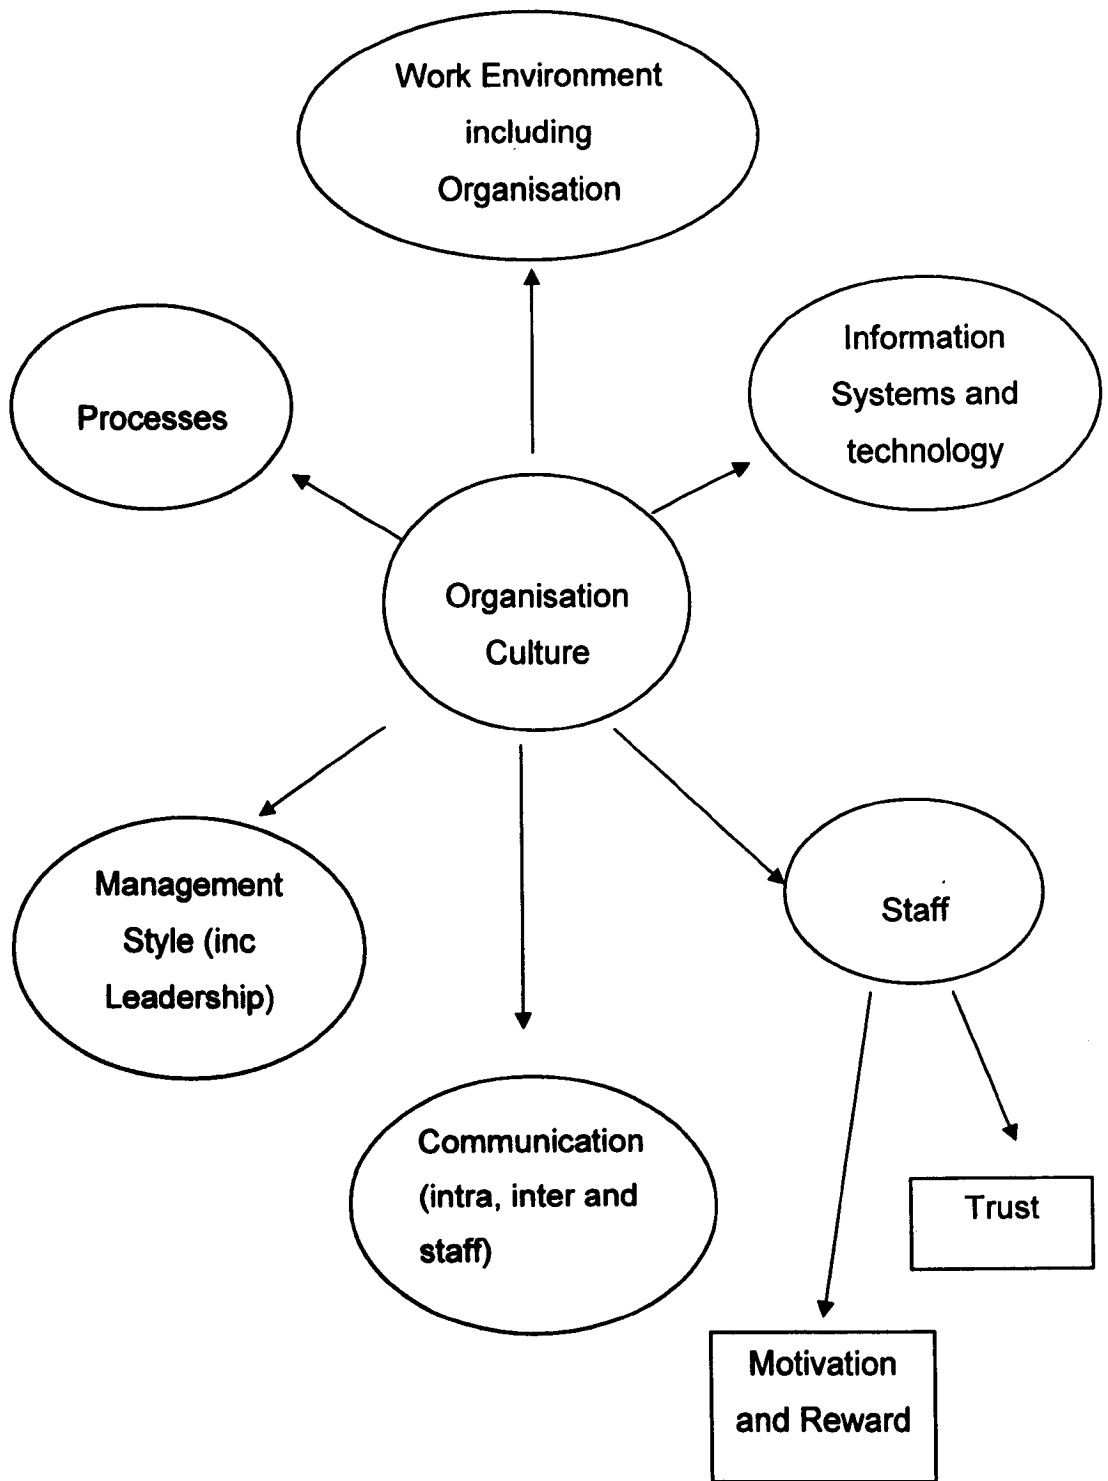 Work Environment
including
Organisation
Information
Systems and
technology
Processes
Organisation
Culture
Management
Style (inc
Leadership)
Staff
Communication
(intra, inter and
staff)
Trust
Motivation
and Reward